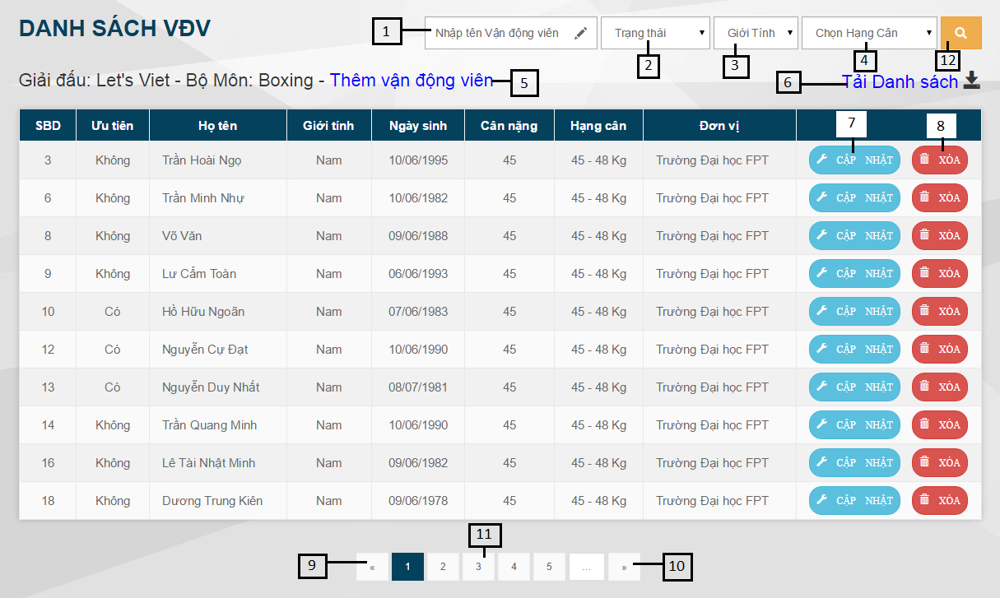 DANH SÁCH VĐV
1 Nhập tên Vận động viên Trạng thái Giới Tính Chọn Hạng Cân
2 3 4 12
Giải đấu: Let's Viet - Bộ Môn: Boxing - Thêm vận động viên 5 6 Tải Danh sách
SBD Ưu tiên Họ tên Giới tính Ngày sinh Cân nặng Hạng cân Đơn vị 7 8
3 Không Trần Hoài Ngọ Nam 10/06/1995 45 45 - 48 Kg Trường Đại học FPT CẬP NHẬT XÓA
6 Không Trần Minh Nhự Nam 10/06/1982 45 45 - 48 Kg Trường Đại học FPT CẬP NHẬT XÓA
8 Không Võ Văn Nam 09/06/1988 45 45 - 48 Kg Trường Đại học FPT CẬP NHẬT XÓA
9 Không Lư Cẩm Toàn Nam 06/06/1993 45 45 - 48 Kg Trường Đại học FPT CẬP NHẬT XÓA
10 Có Hồ Hữu Ngoãn Nam 07/06/1983 45 45 - 48 Kg Trường Đại học FPT CẬP NHẬT XÓA
12 Có Nguyễn Cự Đạt Nam 10/06/1990 45 45 - 48 Kg Trường Đại học FPT CẬP NHẬT XÓA
13 Có Nguyễn Duy Nhất Nam 08/07/1981 45 45 - 48 Kg Trường Đại học FPT CẬP NHẬT XÓA
14 Không Trần Quang Minh Nam 10/06/1990 45 45 - 48 Kg Trường Đại học FPT CẬP NHẬT XÓA
16 Không Lê Tài Nhật Minh Nam 09/06/1982 45 45 - 48 Kg Trường Đại học FPT CẬP NHẬT XÓA
18 Không Dương Trung Kiên Nam 09/06/1978 45 45 - 48 Kg Trường Đại học FPT CẬP NHẬT XÓA
11
9 « 1 2 3 4 5 ... » 10